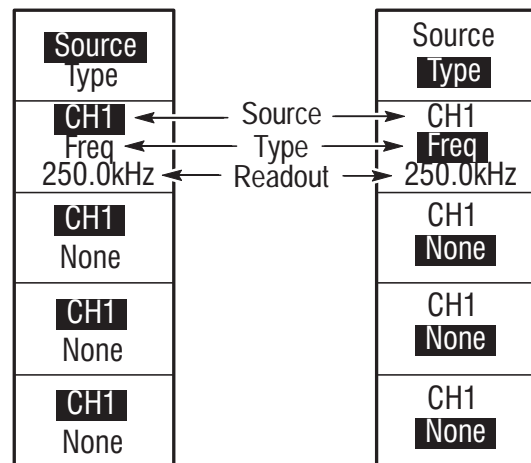 Source
Type
CH1
Freq
250.0kHz
CH1
None
CH1
None
CH1
None
Source
Type
Readout
Source
Type
CH1
Freq
250.0kHz
CH1
None
CH1
None
CH1
None